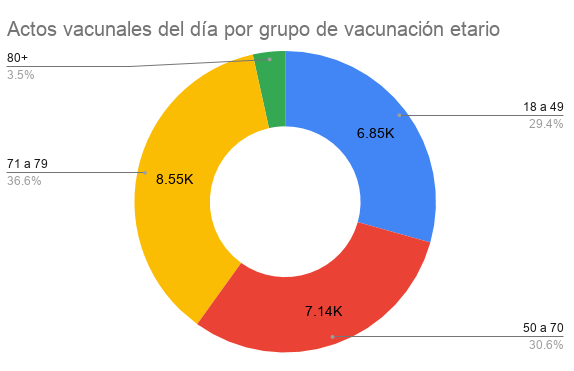 Actos vacunales del día por grupo de vacunación etario
80+
3.5%
18 a 49
29.4%
6.85K
71 a 79
36.6%
8.55K
7.14K
50 a 70
30.6%